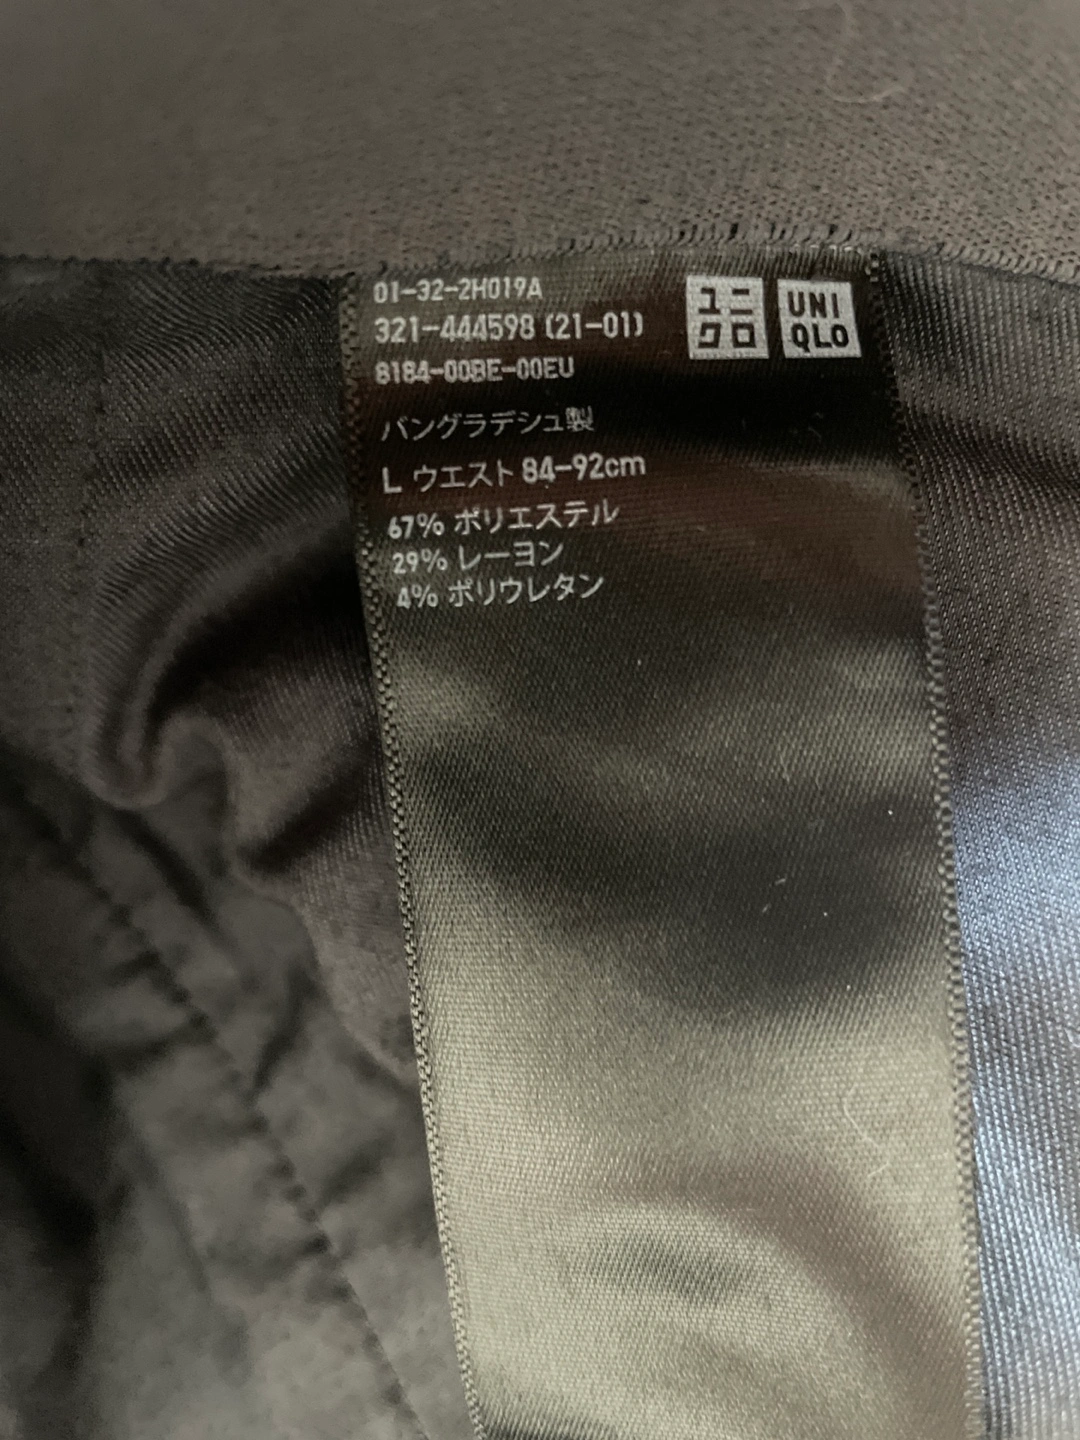 01-32-2H019A
321-444598 (21-01)
8184-00BE-00EU
ユニクロ
UNIQLO
バングラデシュ製
L ウエスト 84-92cm
67% ポリエステル
29% レーヨン
4% ポリウレタン